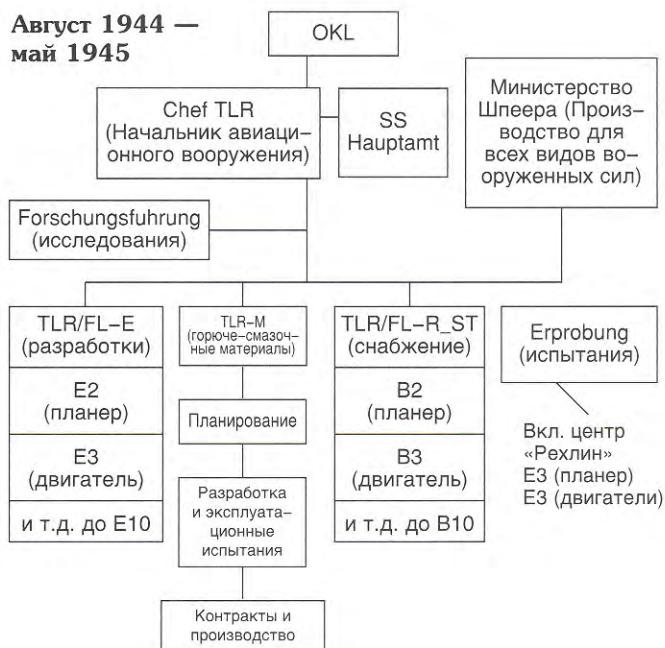 Август 1944 —
май 1945
OKL
Chef TLR
(Начальник авиаци–
онного вооружения)
SS
Hauptamt
Министерство
Шпеера (Произ–
водство для
всех видов во–
оруженных сил)
Forschungsfuhrung
(исследования)
TLR/FL–E
(разработки)
E2
(планер)
E3
(двигатель)
и т.д. до E10
TLR–M
(горюче–смазоч–
ные материалы)
Планирование
Разработка
и эксплуата–
ционные
испытания
Контракты и
производство
TLR/FL–R_ST
(снабжение)
B2
(планер)
B3
(двигатель)
и т.д. до B10
Erprobung
(испытания)
Вкл. центр
«Рехлин»
E3 (планер)
E3 (двигатели)